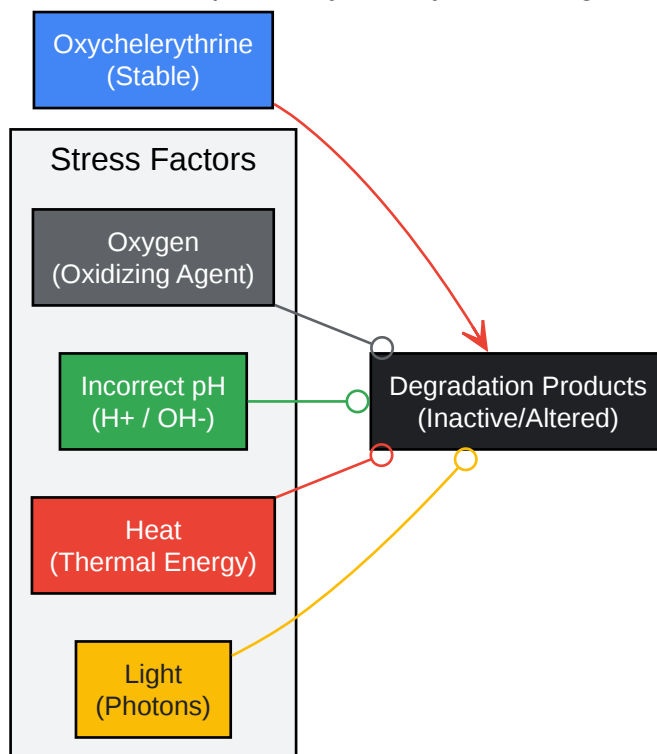 Oxychelerythrine
(Stable)
Stress Factors
Oxygen
(Oxidizing Agent)
Incorrect pH
(H+ / OH-)
Degradation Products
(Inactive/Altered)
Heat
(Thermal Energy)
Light
(Photons)